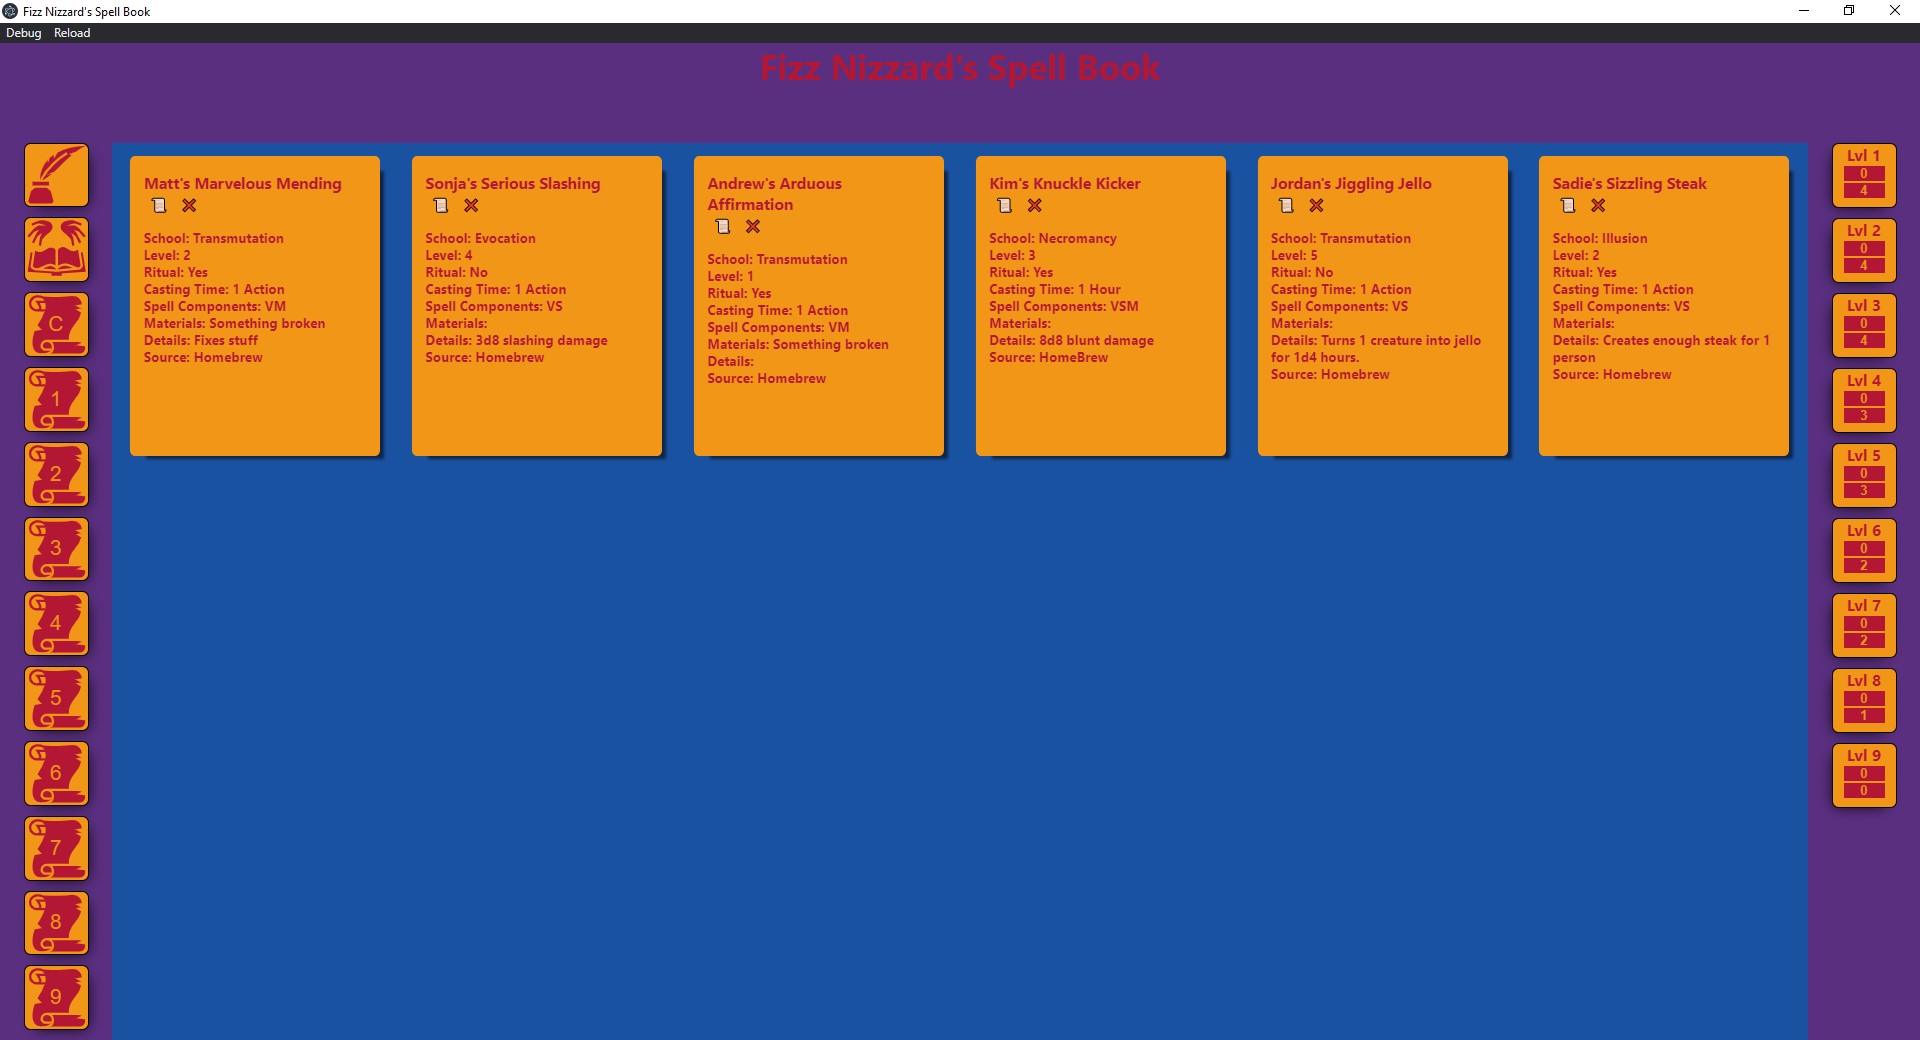 Fizz Nizzard's Spell Book
Debug Reload
Fizz Nizzard's Spell Book
C
1
2
3
4
5
6
7
8
9
Matt's Marvelous Mending
School: Transmutation
Level: 2
Ritual: Yes
Casting Time: 1 Action
Spell Components: VM
Materials: Something broken
Details: Fixes stuff
Source: Homebrew
Sonja's Serious Slashing
School: Evocation
Level: 4
Ritual: No
Casting Time: 1 Action
Spell Components: VS
Materials:
Details: 3d8 slashing damage
Source: Homebrew
Andrew's Arduous
Affirmation
School: Transmutation
Level: 1
Ritual: Yes
Casting Time: 1 Action
Spell Components: VM
Materials: Something broken
Details:
Source: Homebrew
Kim's Knuckle Kicker
School: Necromancy
Level: 3
Ritual: Yes
Casting Time: 1 Hour
Spell Components: VSM
Materials:
Details: 8d8 blunt damage
Source: HomeBrew
Jordan's Jiggling Jello
School: Transmutation
Level: 5
Ritual: No
Casting Time: 1 Action
Spell Components: VS
Materials:
Details: Turns 1 creature into jello
for 1d4 hours.
Source: Homebrew
Sadie's Sizzling Steak
School: Illusion
Level: 2
Ritual: Yes
Casting Time: 1 Action
Spell Components: VS
Materials:
Details: Creates enough steak for 1
person
Source: Homebrew
Lvl 1
0
4
Lvl 2
0
4
Lvl 3
0
4
Lvl 4
0
3
Lvl 5
0
3
Lvl 6
0
2
Lvl 7
0
2
Lvl 8
0
1
Lvl 9
0
0